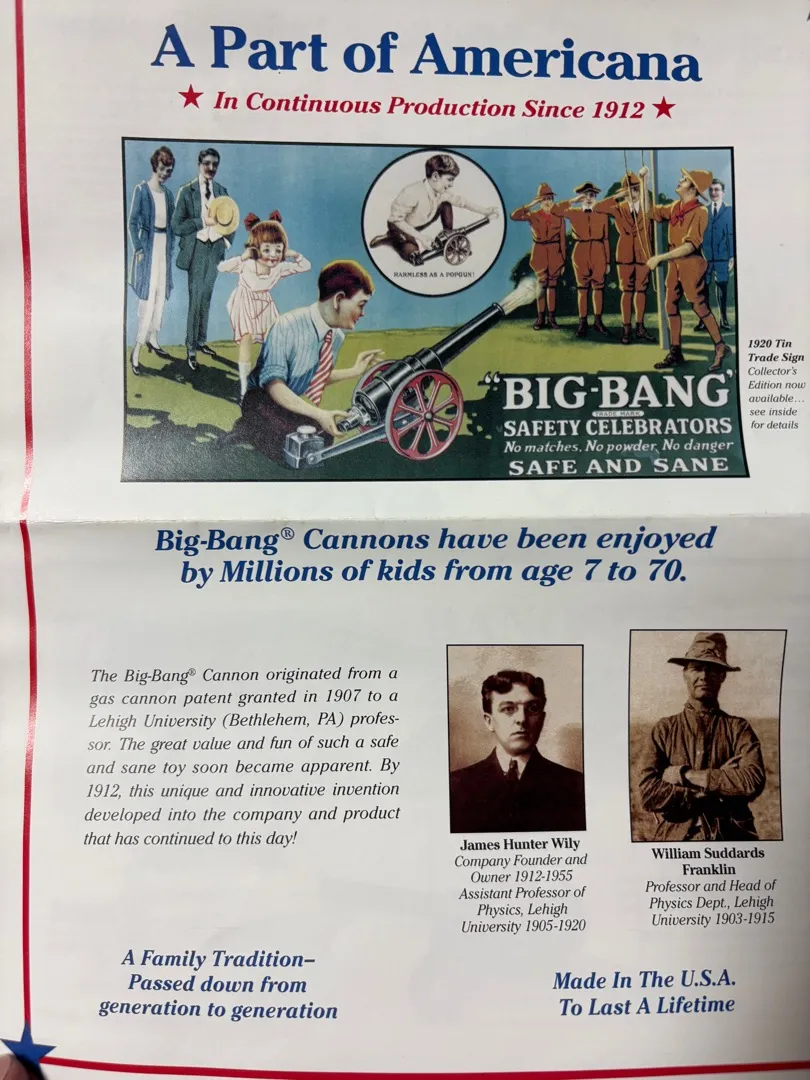 A Part of Americana
★ In Continuous Production Since 1912 ★
HARMLESS AS A POPGUN!
"BIG-BANG"
TRADE MARK
SAFETY CELEBRATORS
No matches. No powder. No danger
SAFE AND SANE
1920 Tin
Trade Sign
Collector's
Edition now
available...
see inside
for details
Big-Bang® Cannons have been enjoyed
by Millions of kids from age 7 to 70.
The Big-Bang® Cannon originated from a
gas cannon patent granted in 1907 to a
Lehigh University (Bethlehem, PA) profes-
sor. The great value and fun of such a safe
and sane toy soon became apparent. By
1912, this unique and innovative invention
developed into the company and product
that has continued to this day!
James Hunter Wily
Company Founder and
Owner 1912-1955
Assistant Professor of
Physics, Lehigh
University 1905-1920
William Suddards
Franklin
Professor and Head of
Physics Dept., Lehigh
University 1903-1915
A Family Tradition–
Passed down from
generation to generation
Made In The U.S.A.
To Last A Lifetime